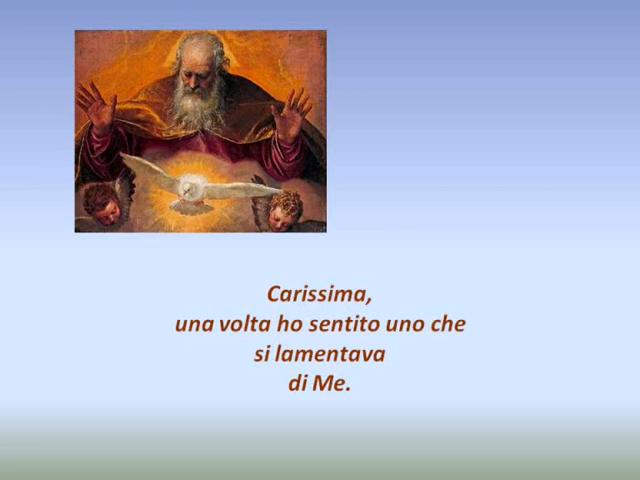 Carissima,
una volta ho sentito uno che
si lamentava
di Me.